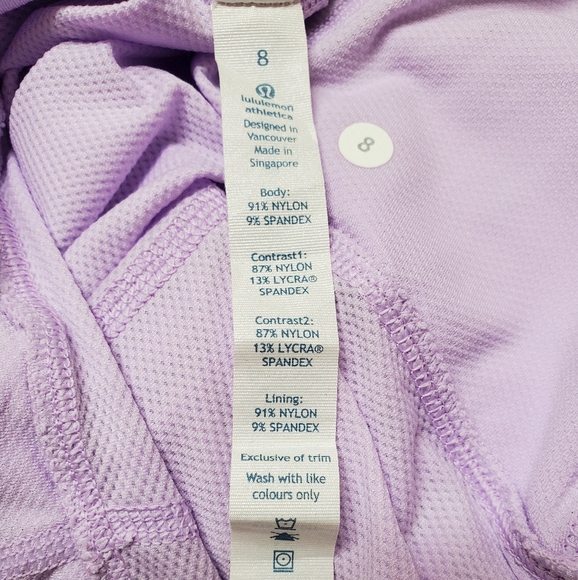 8
lululemon
athletica
Designed in
Vancouver
Made in
Singapore
Body:
91% NYLON
9% SPANDEX
Contrast1:
87% NYLON
13% LYCRA®
SPANDEX
Contrast2:
87% NYLON
13% LYCRA®
SPANDEX
Lining:
91% NYLON
9% SPANDEX
Exclusive of trim
Wash with like
colours only
8